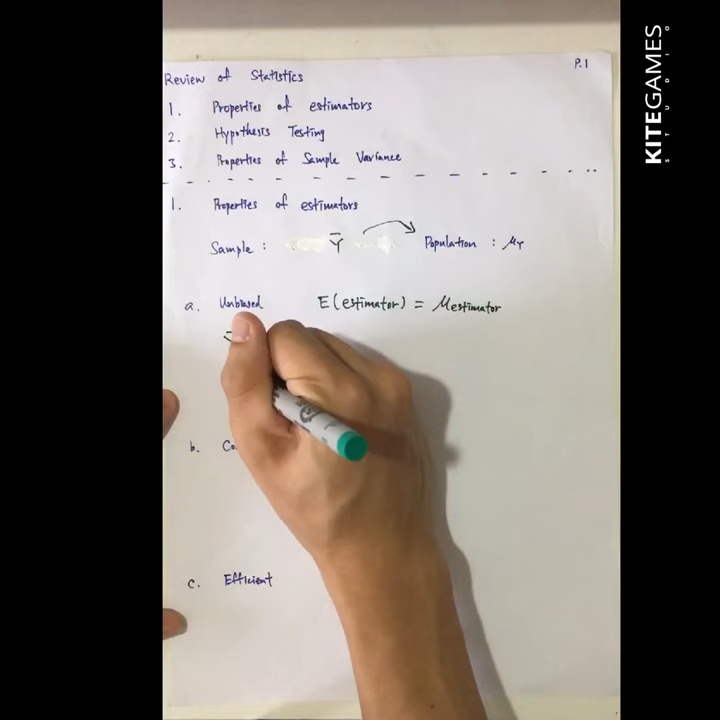 P.1
Review of Statistics
1. Properties of estimators
2. Hypothesis Testing
3. Properties of Sample Variance
1. Properties of estimators
Sample : Ȳ Population : μY
a. Unbiased E(estimator) = μestimator
b. Co
c. Efficient
KITEGAMES
STUDIO